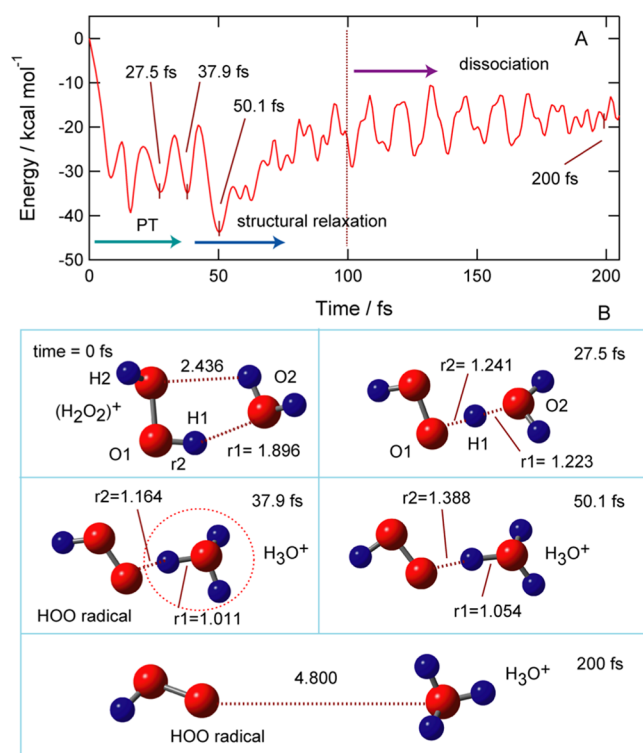 A
0
-10
-20
-30
-40
-50
Energy / kcal mol⁻¹
27.5 fs
37.9 fs
50.1 fs
dissociation
200 fs
PT
structural relaxation
0
50
100
150
200
Time / fs
B
time = 0 fs
2.436
H2
O2
(H₂O₂)⁺
H1
O1
r2
r1= 1.896
27.5 fs
r2= 1.241
O2
O1
H1
r1= 1.223
37.9 fs
r2=1.164
H₃O⁺
HOO radical
r1=1.011
50.1 fs
r2=1.388
H₃O⁺
r1=1.054
200 fs
4.800
H₃O⁺
HOO radical